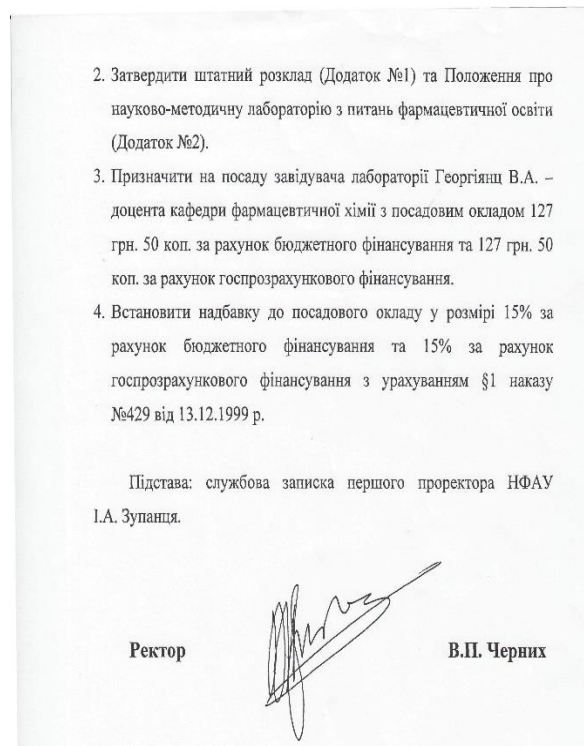 2. Затвердити штатний розклад (Додаток №1) та Положення про
науково-методичну лабораторію з питань фармацевтичної освіти
(Додаток №2).
3. Призначити на посаду завідувача лабораторії Георгіянц В.А. –
доцента кафедри фармацевтичної хімії з посадовим окладом 127
грн. 50 коп. за рахунок бюджетного фінансування та 127 грн. 50
коп. за рахунок госпрозрахункового фінансування.
4. Встановити надбавку до посадового окладу у розмірі 15% за
рахунок бюджетного фінансування та 15% за рахунок
госпрозрахункового фінансування з урахуванням §1 наказу
№429 від 13.12.1999 р.
Підстава: службова записка першого проректора НФАУ
І.А. Зупанця.
Ректор В.П. Черних